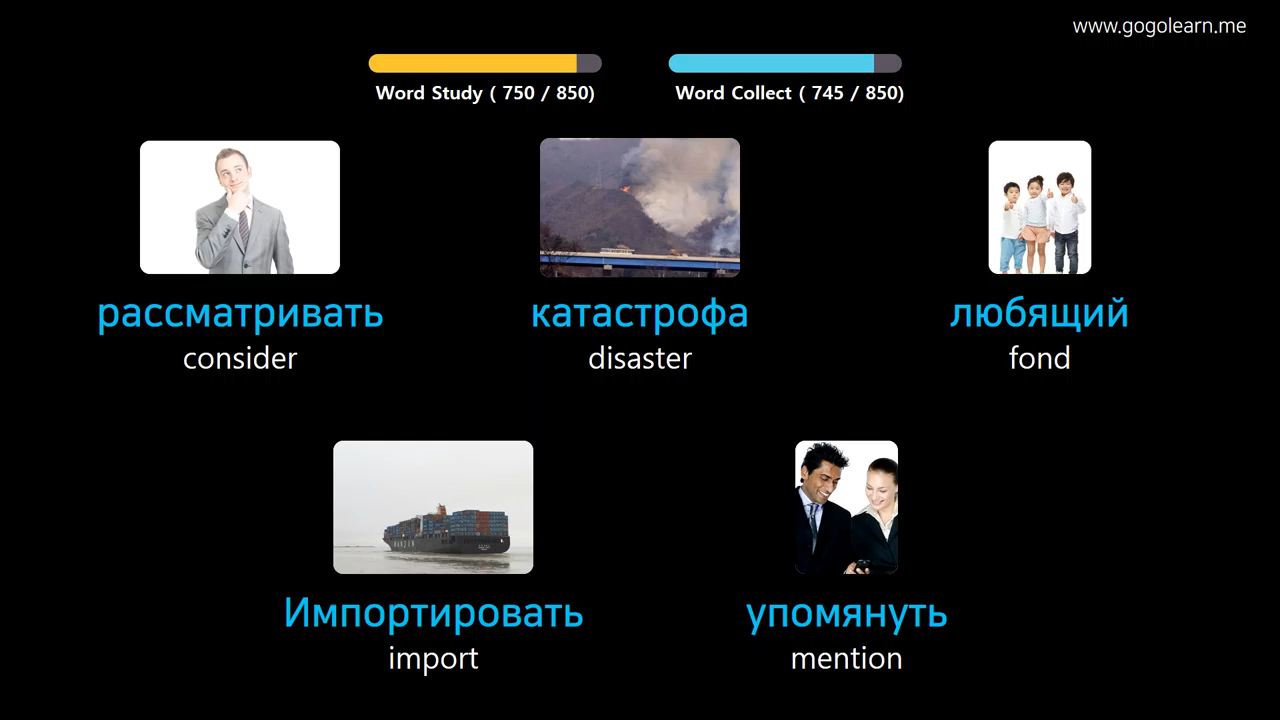 www.gogolearn.me
Word Study ( 750 / 850)
Word Collect ( 745 / 850)
рассматривать
consider
катастрофа
disaster
любящий
fond
Импортировать
import
упомянуть
mention